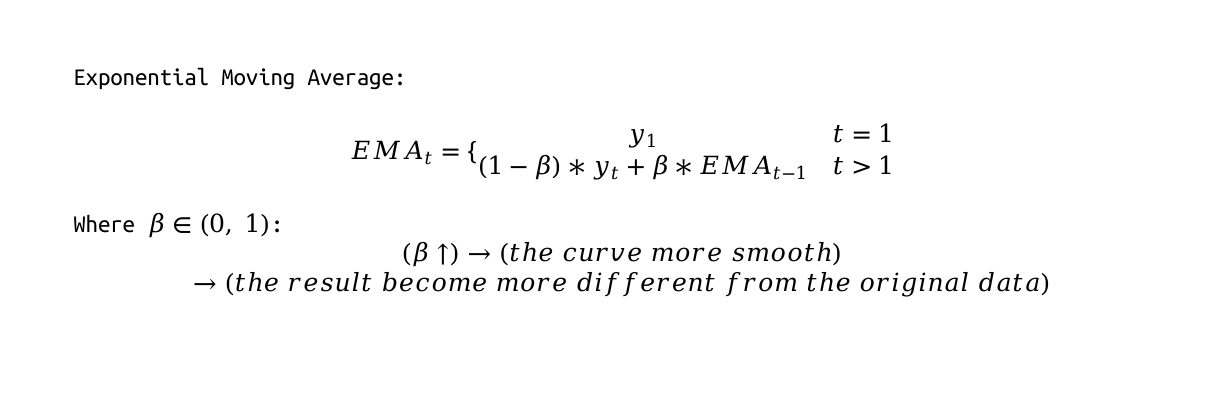 Exponential Moving Average:
y₁ t = 1
EMAₜ = {
(1 − β) ∗ yₜ + β ∗ EMAₜ₋₁ t > 1
Where β ∈ (0, 1):
(β ↑) → (the curve more smooth)
→ (the result become more different from the original data)